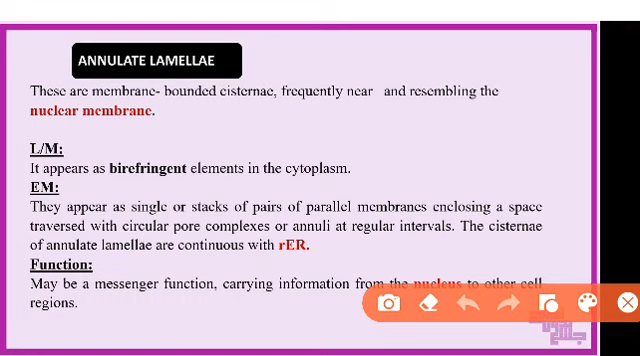 ANNULATE LAMELLAE
These are membrane- bounded cisternae, frequently near and resembling the
nuclear membrane.
L/M:
It appears as birefringent elements in the cytoplasm.
EM:
They appear as single or stacks of pairs of parallel membranes enclosing a space
traversed with circular pore complexes or annuli at regular intervals. The cisternae
of annulate lamellae are continuous with rER.
Function:
May be a messenger function, carrying information from the nucleus to other cell
regions.